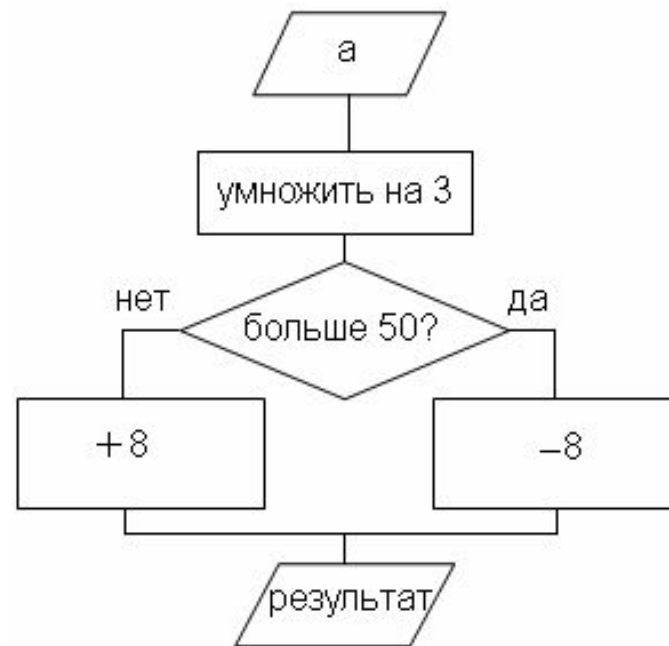 a
умножить на 3
нет
да
больше 50?
+8
–8
результат